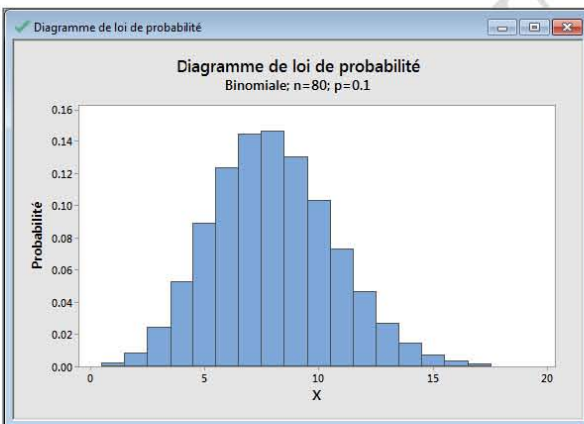 Diagramme de loi de probabilité
Diagramme de loi de probabilité
Binomiale; n=80; p=0.1
0.16
0.14
0.12
0.10
0.08
0.06
0.04
0.02
0.00
Probabilité
0 5 10 15 20
X